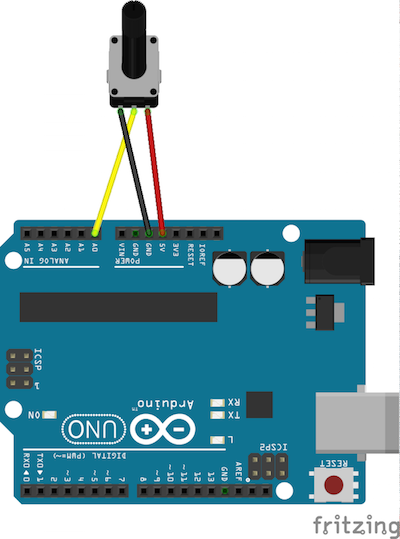 A5
A4
A3
A2
A1
A0
VIN
GND
GND
5V
3V3
RESET
IOREF
ANALOG IN
POWER
ICSP
1
Arduino
TM
RX
TX
ON
UNO
L
ICSP2
RX0◀0
TX0▶1
2
~3
4
~5
~6
7
8
~9
~10
~11
12
13
GND
AREF
DIGITAL (PWM=~)
RESET
fritzing